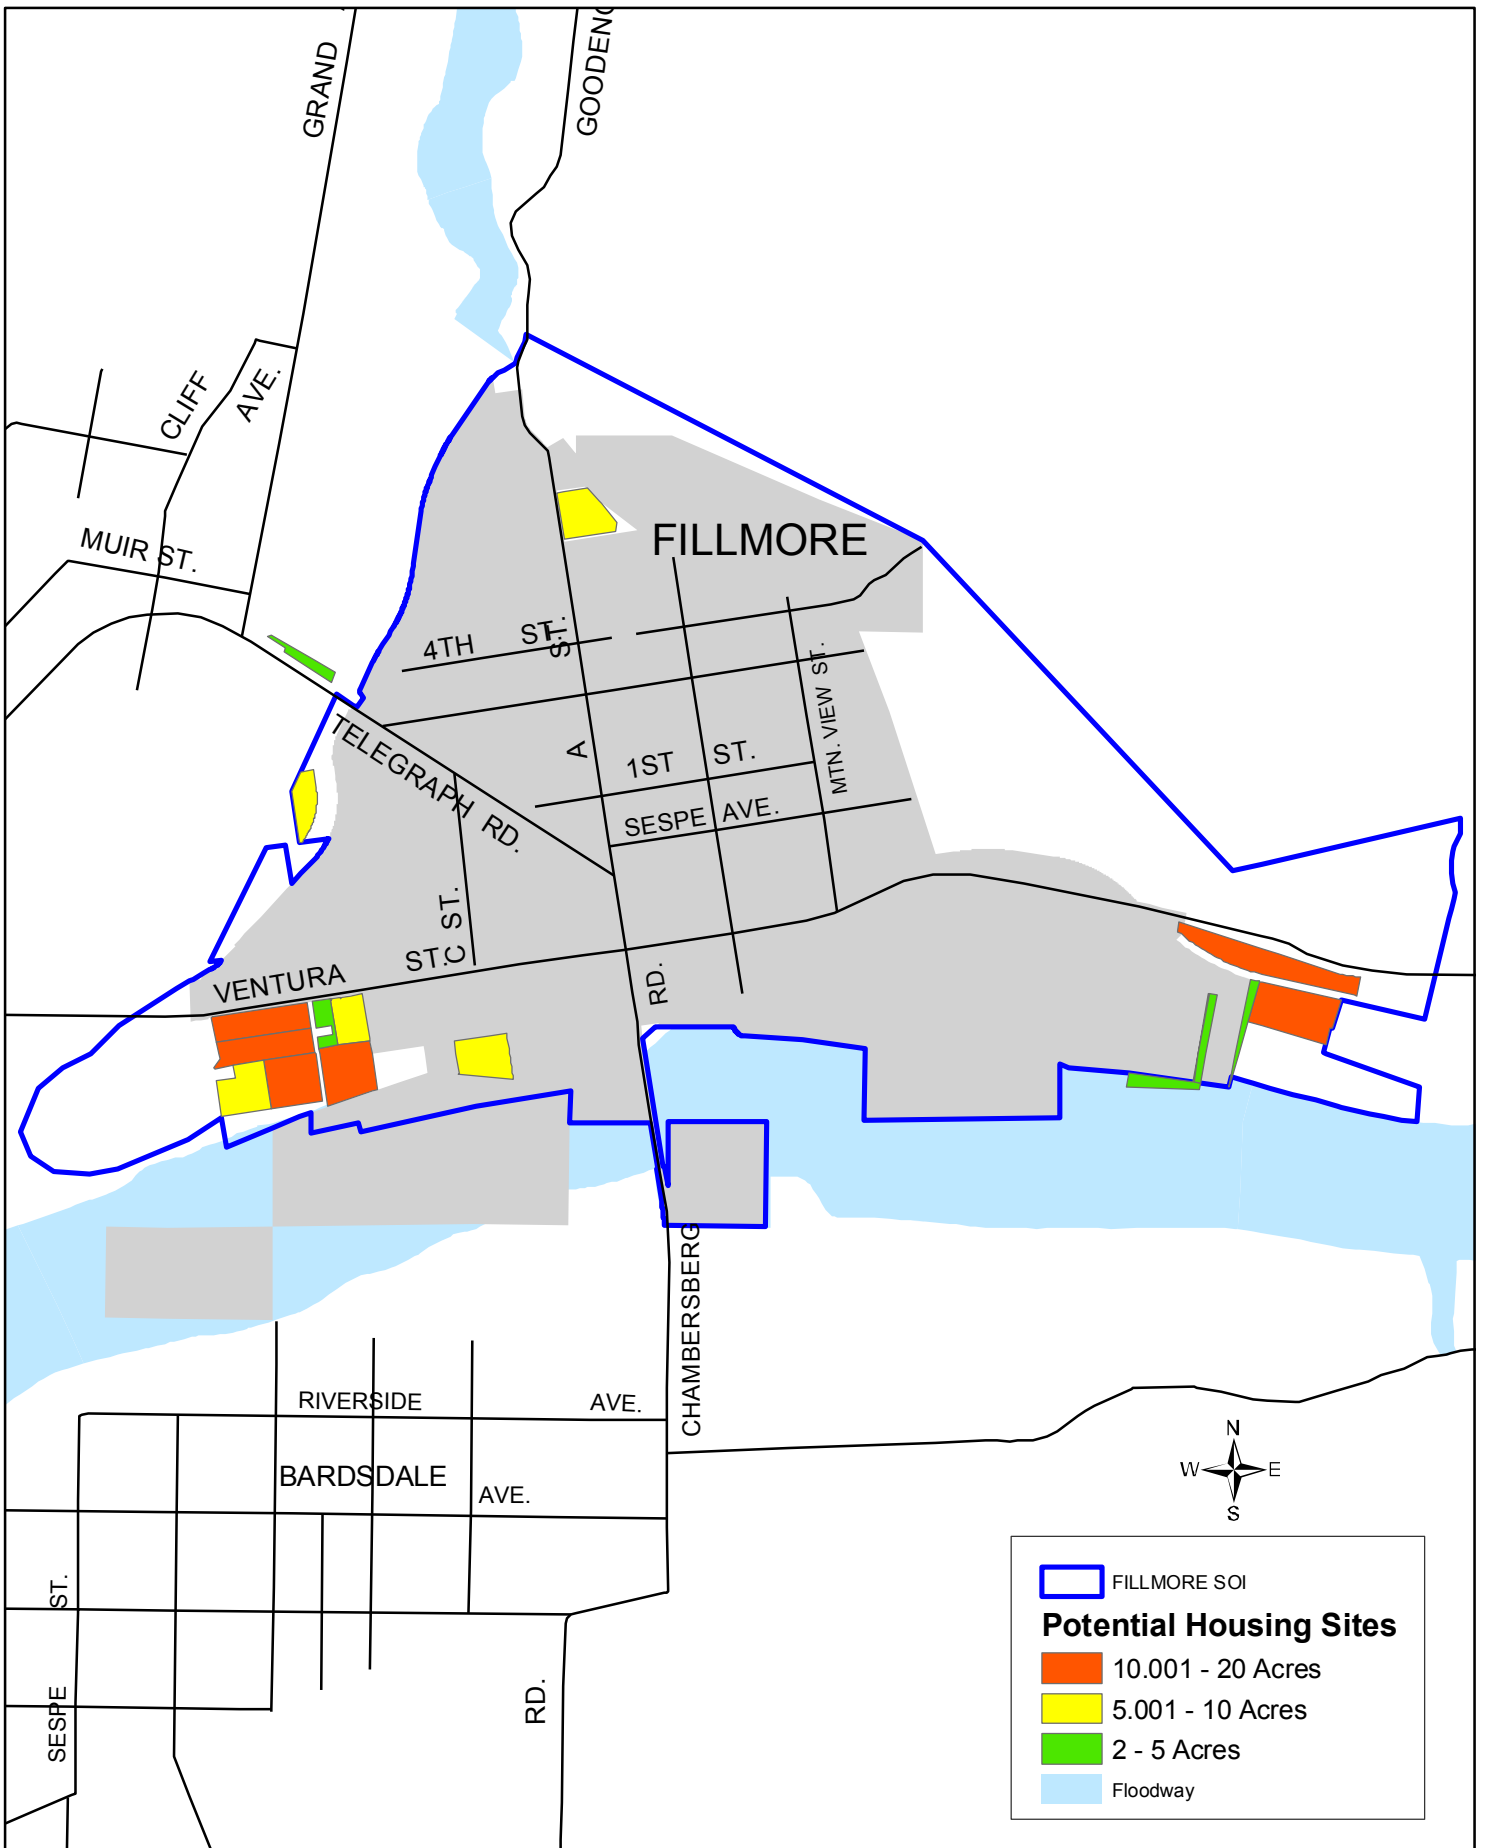 GRAND
GOODENO
CLIFF
AVE.
MUIR ST.
FILLMORE
4TH ST.
ST.
A
MTN. VIEW ST.
1ST ST.
TELEGRAPH RD.
SESPE AVE.
C ST.
VENTURA ST.
RD.
CHAMBERSBERG
RIVERSIDE AVE.
BARDSDALE
AVE.
SESPE ST.
RD.
N
W E
S
FILLMORE SOI
Potential Housing Sites
10.001 - 20 Acres
5.001 - 10 Acres
2 - 5 Acres
Floodway